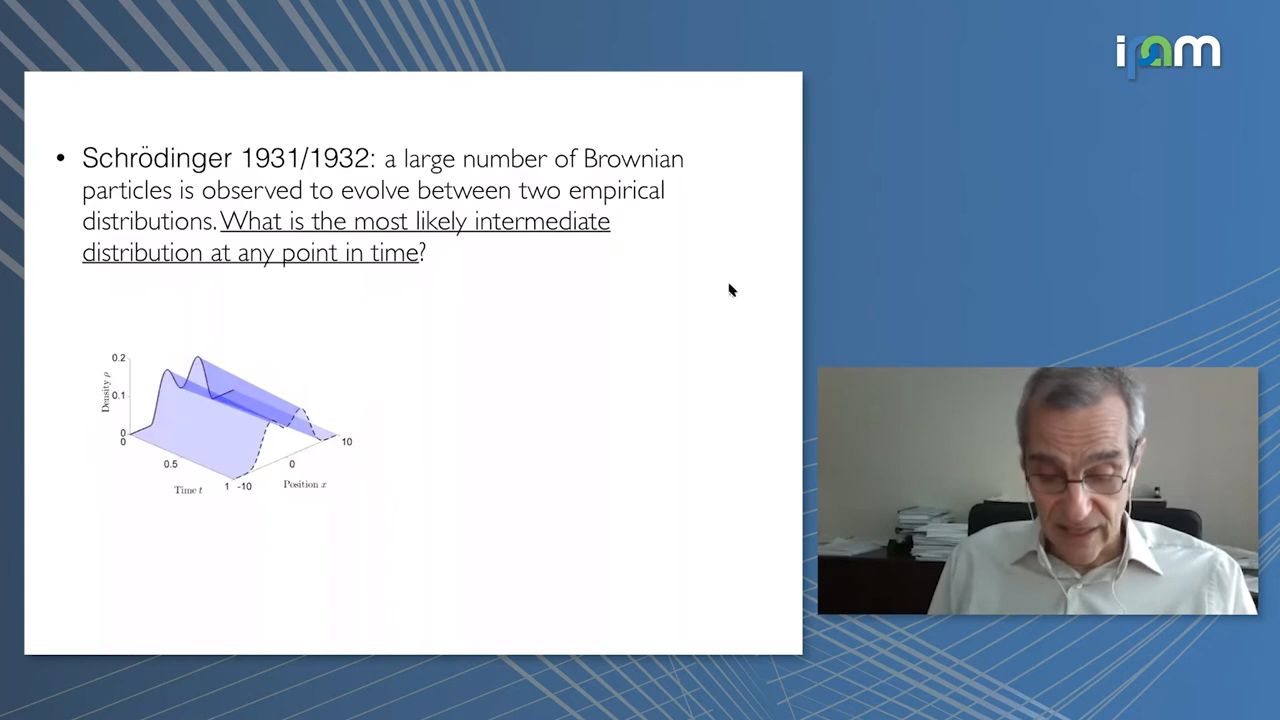 ipam
• Schrödinger 1931/1932: a large number of Brownian
particles is observed to evolve between two empirical
distributions. What is the most likely intermediate
distribution at any point in time?
0.2
0.1
0
0
Density ρ
0.5
1
Time t
-10
0
10
Position x